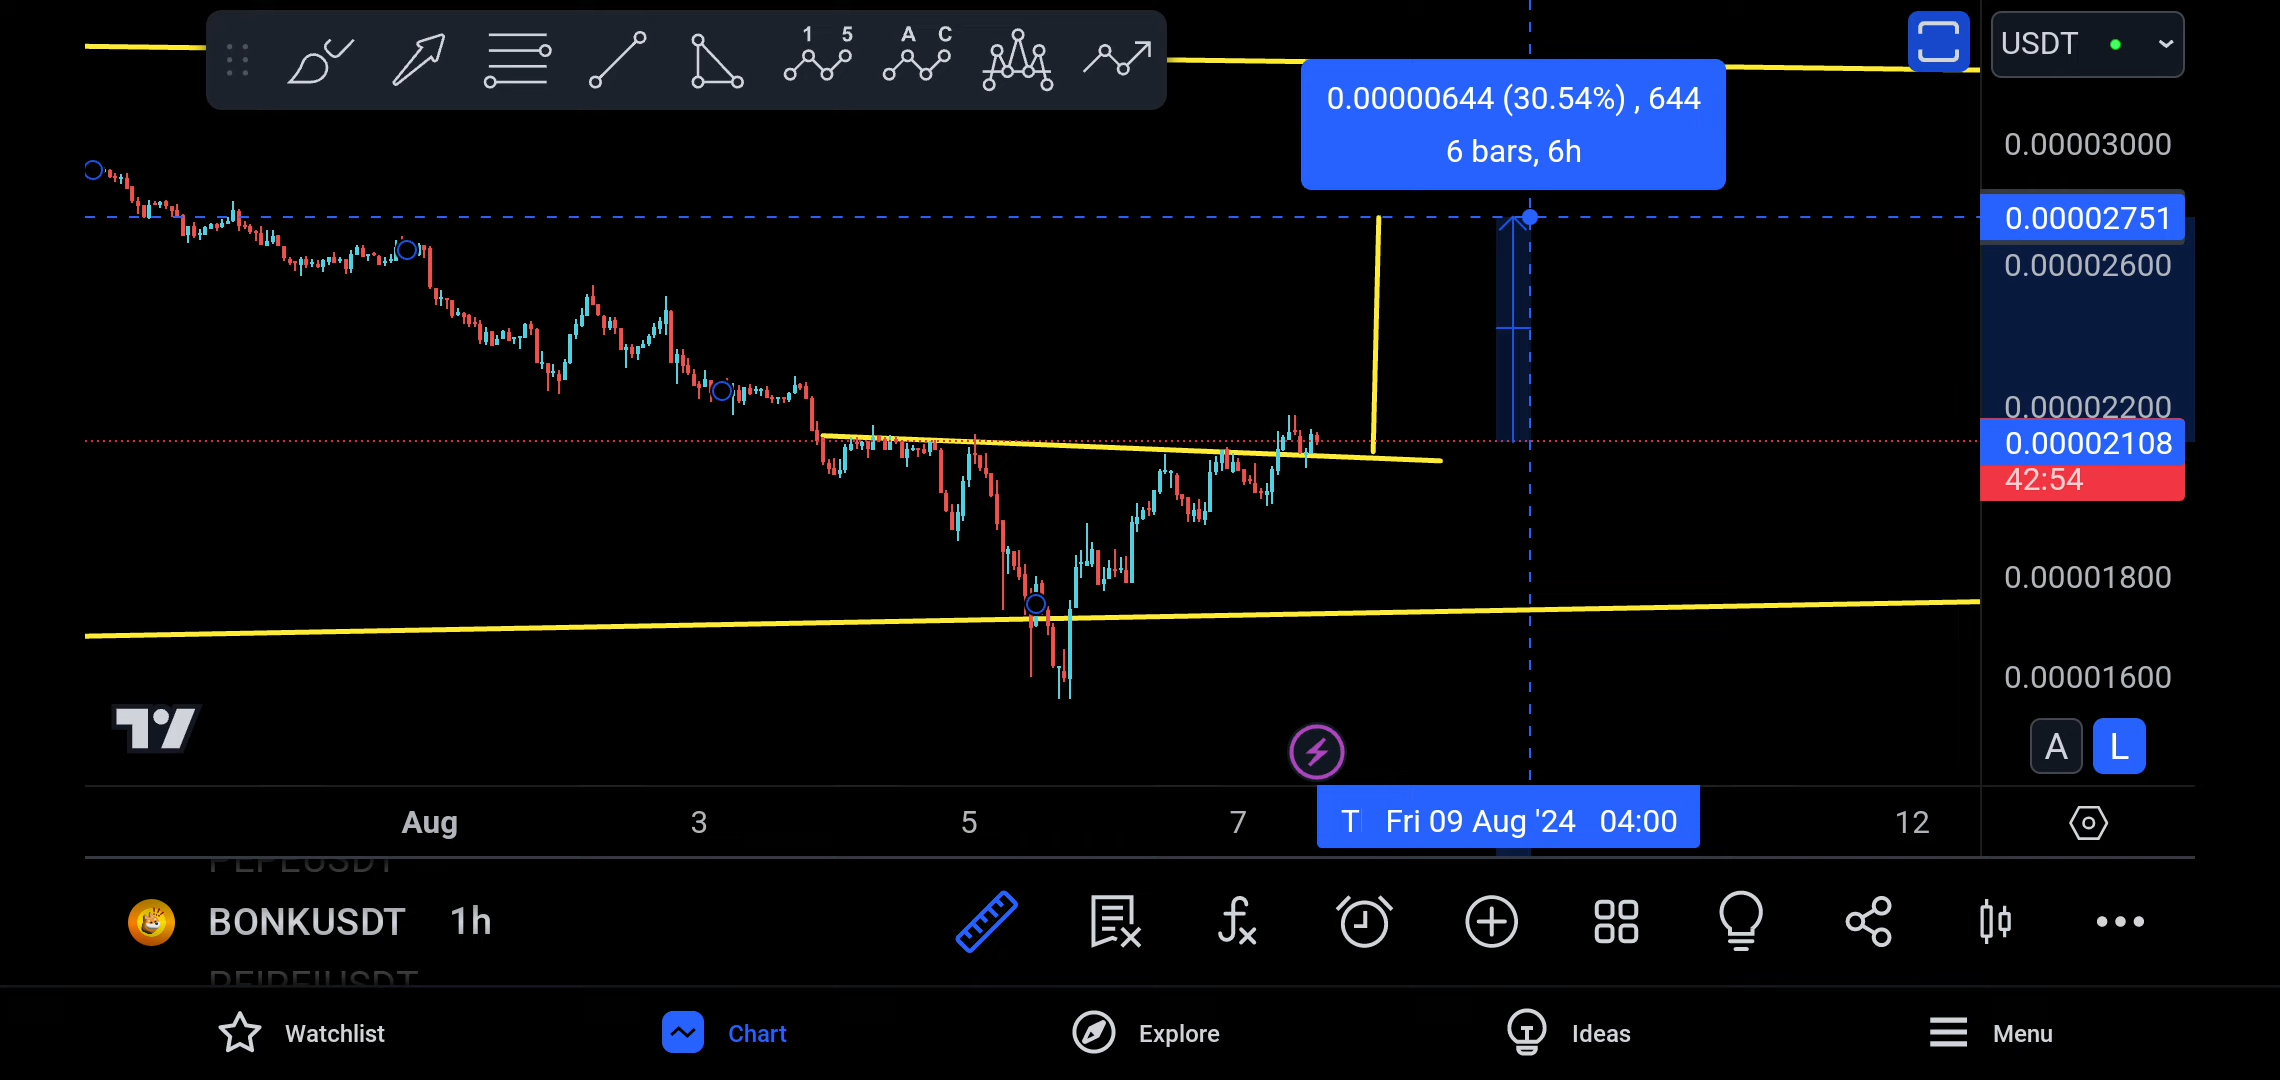 1 5
A C
USDT
0.00000644 (30.54%) , 644
6 bars, 6h
0.00003000
0.00002751
0.00002600
0.00002200
0.00002108
42:54
0.00001800
0.00001600
A L
Aug 3 5 7 T Fri 09 Aug '24 04:00 12
PEPEUSDT
BONKUSDT 1h
Watchlist Chart Explore Ideas Menu